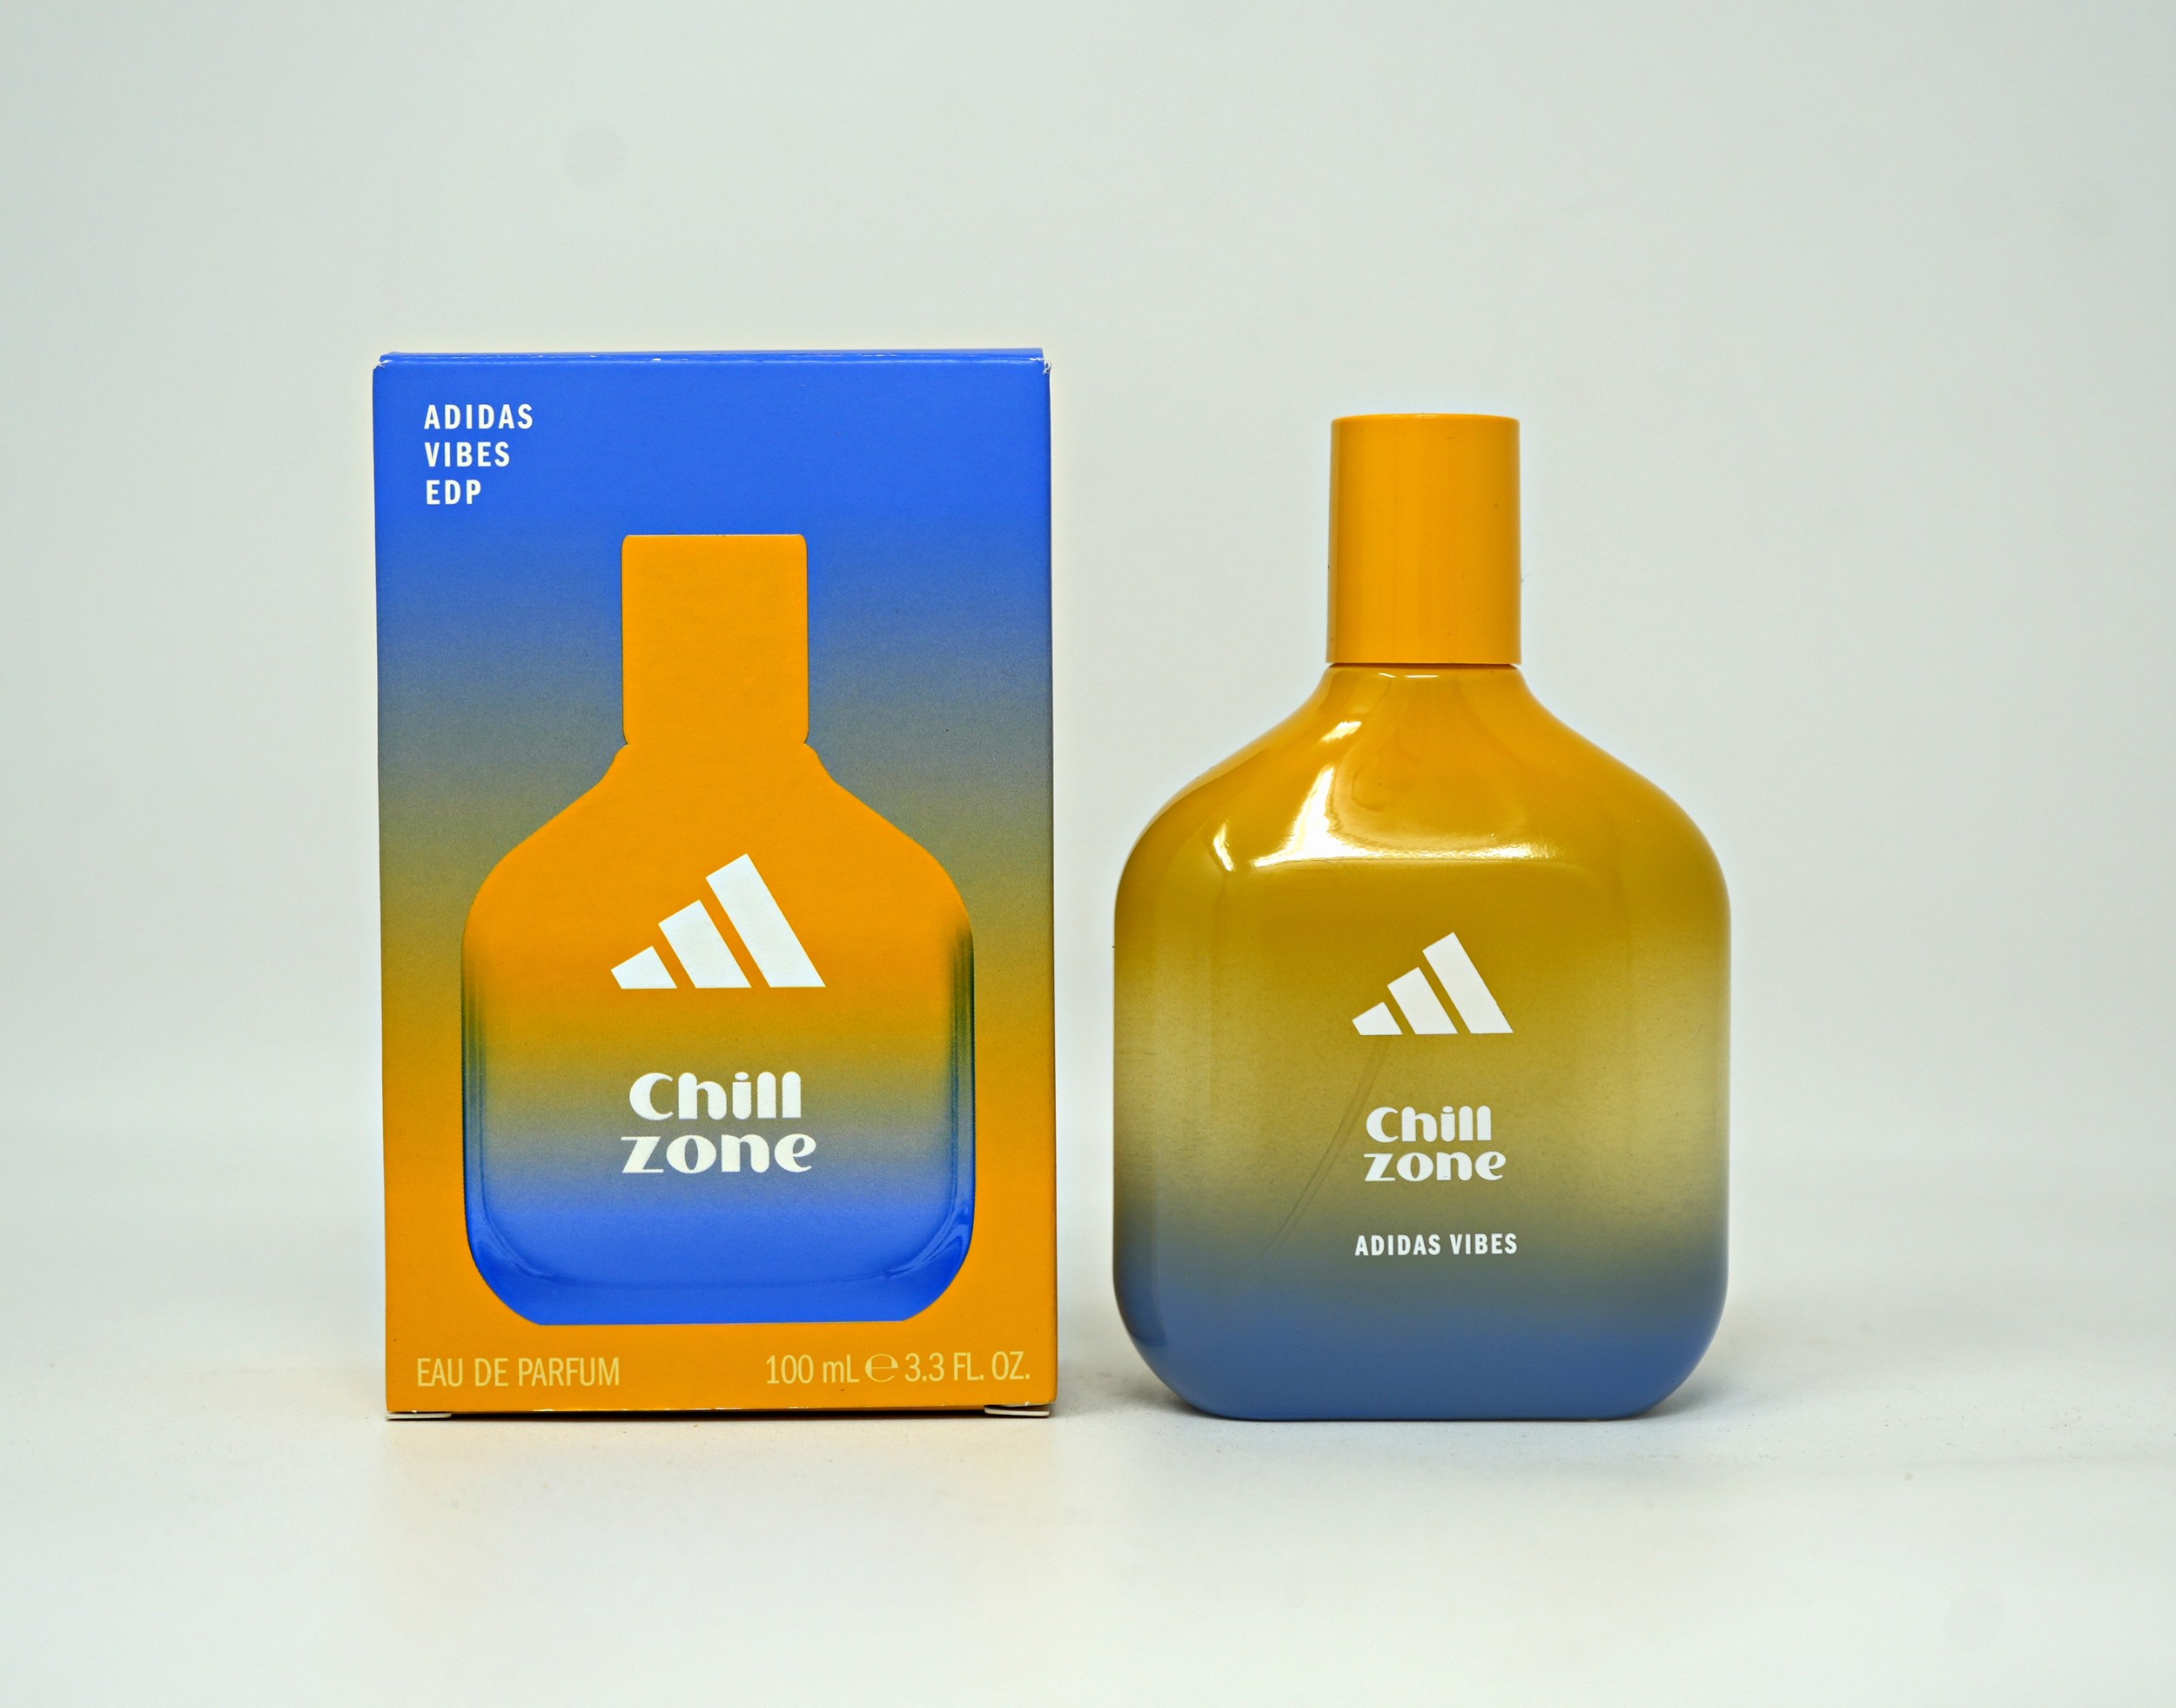 ADIDAS
VIBES
EDP
Chill
zone
EAU DE PARFUM
100 mL ℮ 3.3 FL. OZ.
Chill
zone
ADIDAS VIBES